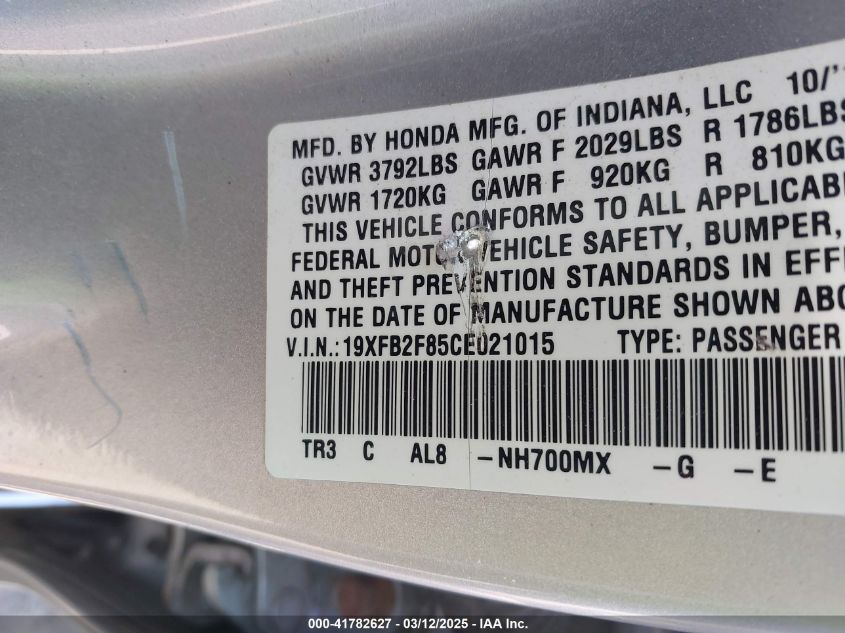 MFD. BY HONDA MFG. OF INDIANA, LLC 10/'
GVWR 3792LBS GAWR F 2029LBS R 1786LBS
GVWR 1720KG GAWR F 920KG R 810KG
THIS VEHICLE CONFORMS TO ALL APPLICABL
FEDERAL MOTOR VEHICLE SAFETY, BUMPER,
AND THEFT PREVENTION STANDARDS IN EFFE
ON THE DATE OF MANUFACTURE SHOWN ABO
V.I.N.: 19XFB2F85CE021015 TYPE: PASSENGER
TR3 C AL8 -NH700MX -G -E
000-41782627 - 03/12/2025 - IAA Inc.